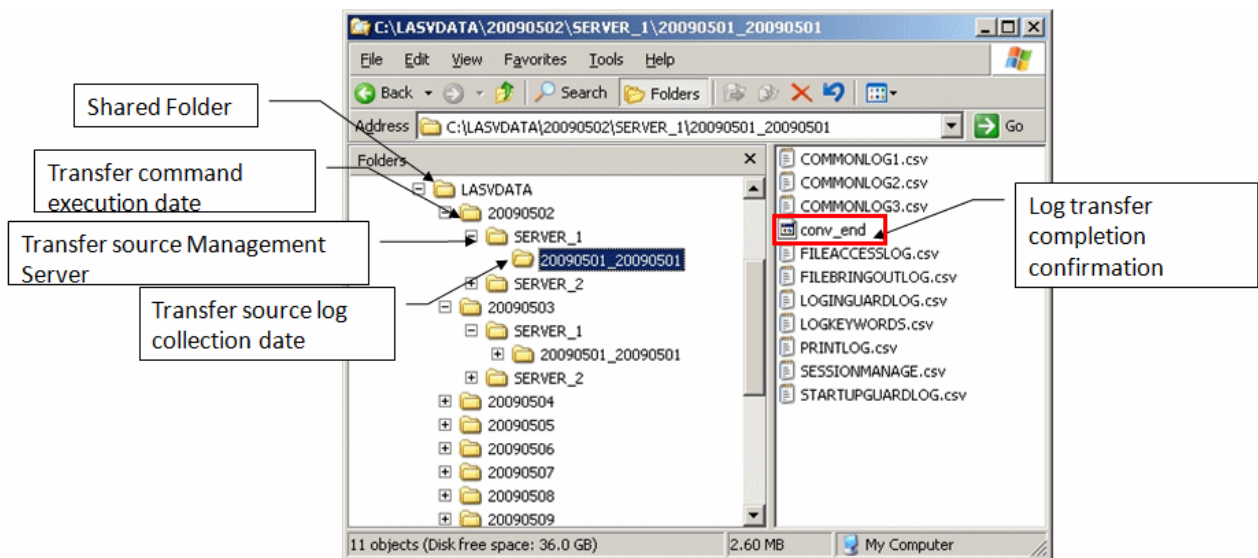 C:\LASVDATA\20090502\SERVER_1\20090501_20090501
File Edit View Favorites Tools Help
Back Search Folders
Address C:\LASVDATA\20090502\SERVER_1\20090501_20090501 Go
Folders
LASVDATA
20090502
SERVER_1
20090501_20090501
SERVER_2
20090503
SERVER_1
20090501_20090501
SERVER_2
20090504
20090505
20090506
20090507
20090508
20090509
COMMONLOG1.csv
COMMONLOG2.csv
COMMONLOG3.csv
conv_end
FILEACCESSLOG.csv
FILEBRINGOUTLOG.csv
LOGINGUARDLOG.csv
LOGKEYWORDS.csv
PRINTLOG.csv
SESSIONMANAGE.csv
STARTUPGUARDLOG.csv
11 objects (Disk free space: 36.0 GB) 2.60 MB My Computer
Shared Folder
Transfer command
execution date
Transfer source Management
Server
Transfer source log
collection date
Log transfer
completion
confirmation